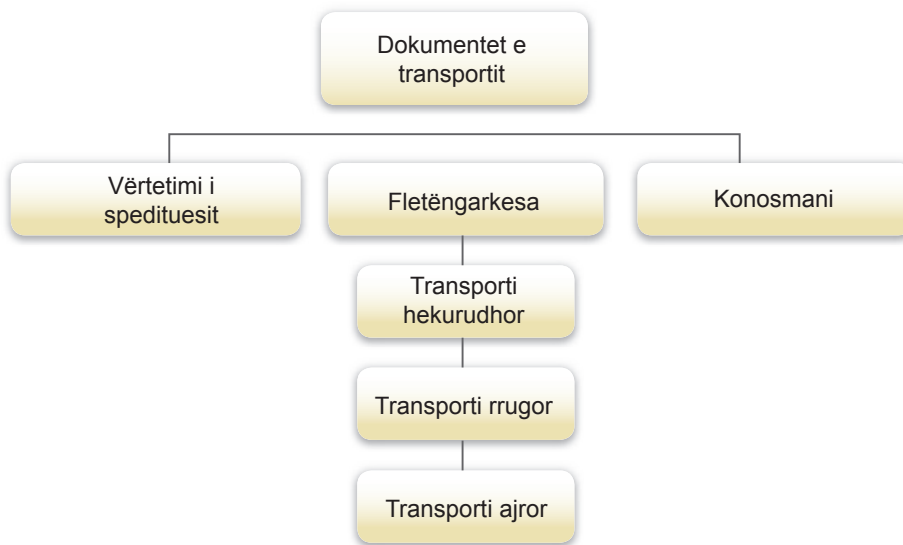 Dokumentet e
transportit
Vërtetimi i
spedituesit
Fletëngarkesa
Konosmani
Transporti
hekurudhor
Transporti rrugor
Transporti ajror